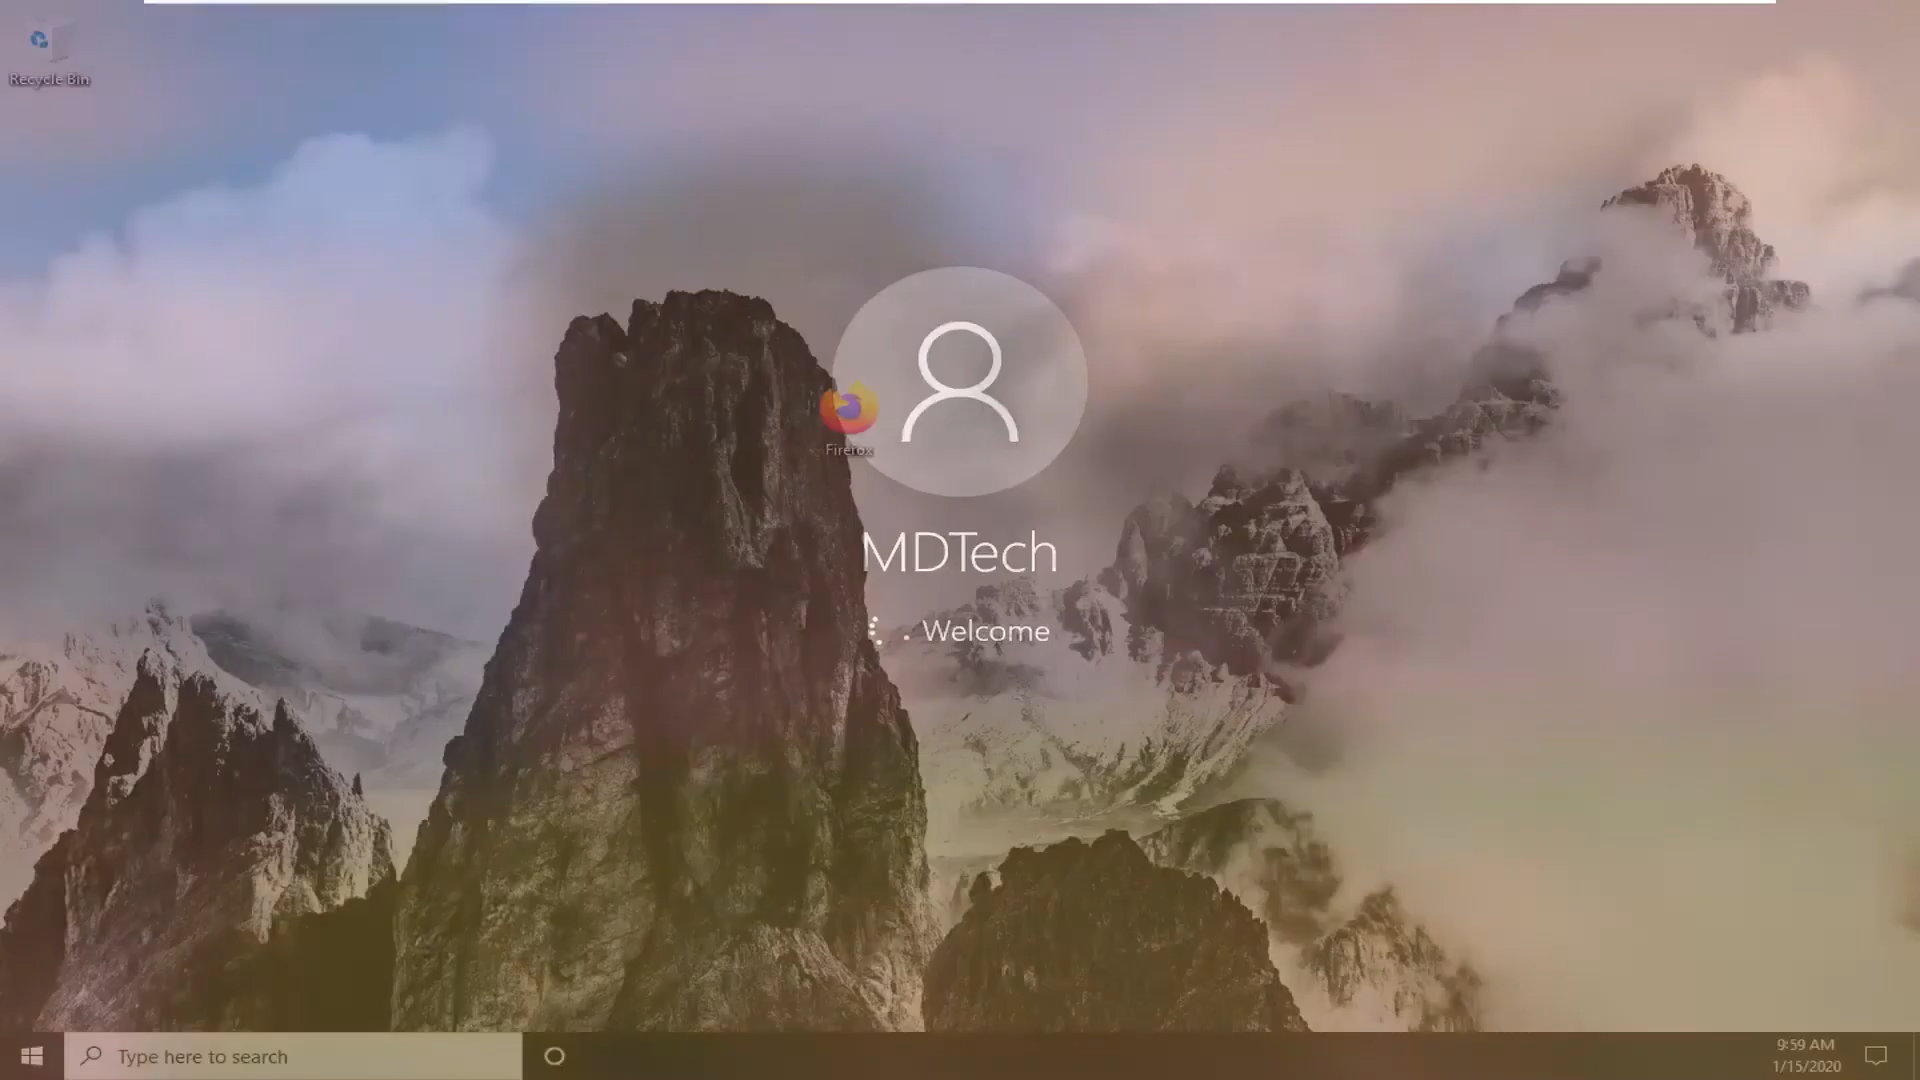 Recycle Bin
Firefox
MDTech
Welcome
Type here to search
9:59 AM
1/15/2020